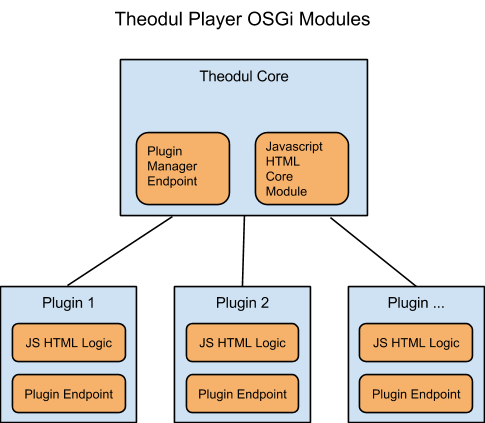 Theodul Player OSGi Modules
Theodul Core
Plugin
Manager
Endpoint
Javascript
HTML
Core
Module
Plugin 1
JS HTML Logic
Plugin Endpoint
Plugin 2
JS HTML Logic
Plugin Endpoint
Plugin ...
JS HTML Logic
Plugin Endpoint